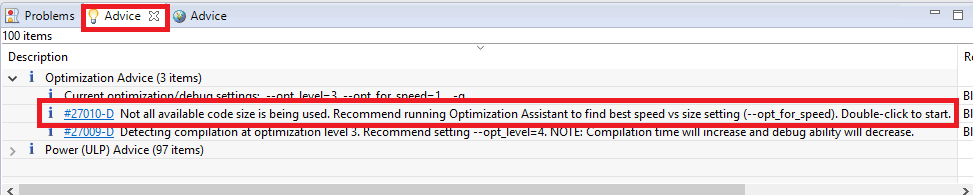 Problems Advice Advice
100 items
Description Re
Optimization Advice (3 items)
Current optimization/debug settings: --opt_level=3 --opt_for_speed=1 -g Bl
#27010-D Not all available code size is being used. Recommend running Optimization Assistant to find best speed vs size setting (--opt_for_speed). Double-click to start. Bl
#27009-D Detecting compilation at optimization level 3. Recommend setting --opt_level=4. NOTE: Compilation time will increase and debug ability will decrease. Bl
Power (ULP) Advice (97 items)